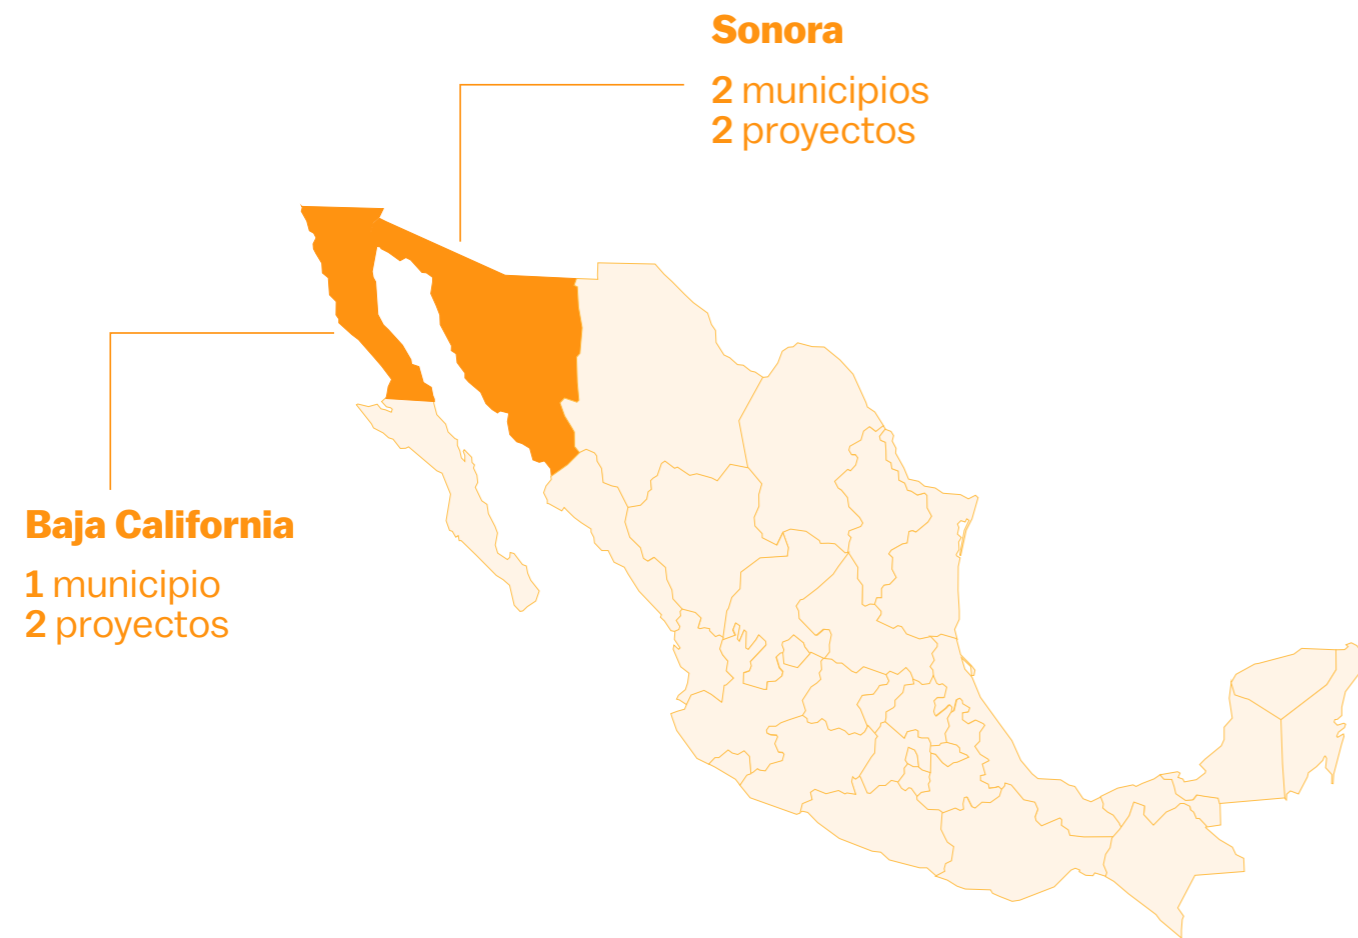 Sonora
2 municipios
2 proyectos
Baja California
1 municipio
2 proyectos